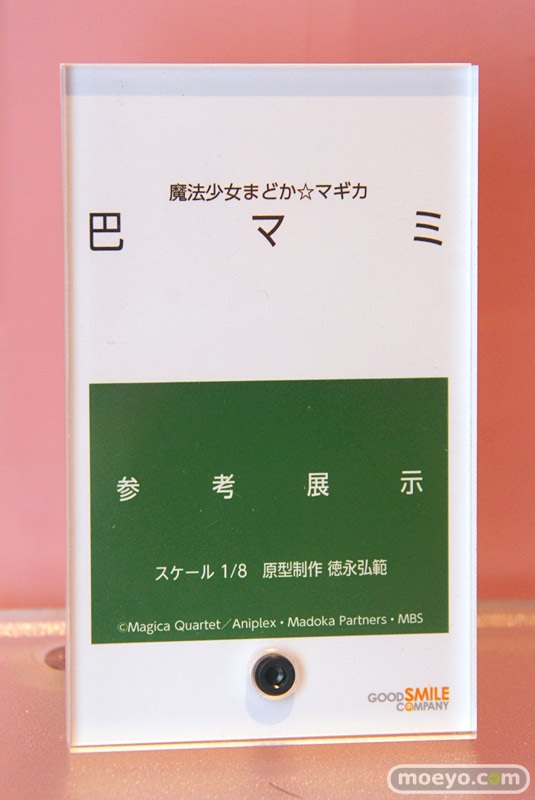 魔法少女まどか☆マギカ
巴マミ
参考展示
スケール 1/8　原型制作 徳永弘範
©Magica Quartet／Aniplex・Madoka Partners・MBS
GOOD SMILE
COMPANY
moeyo.com